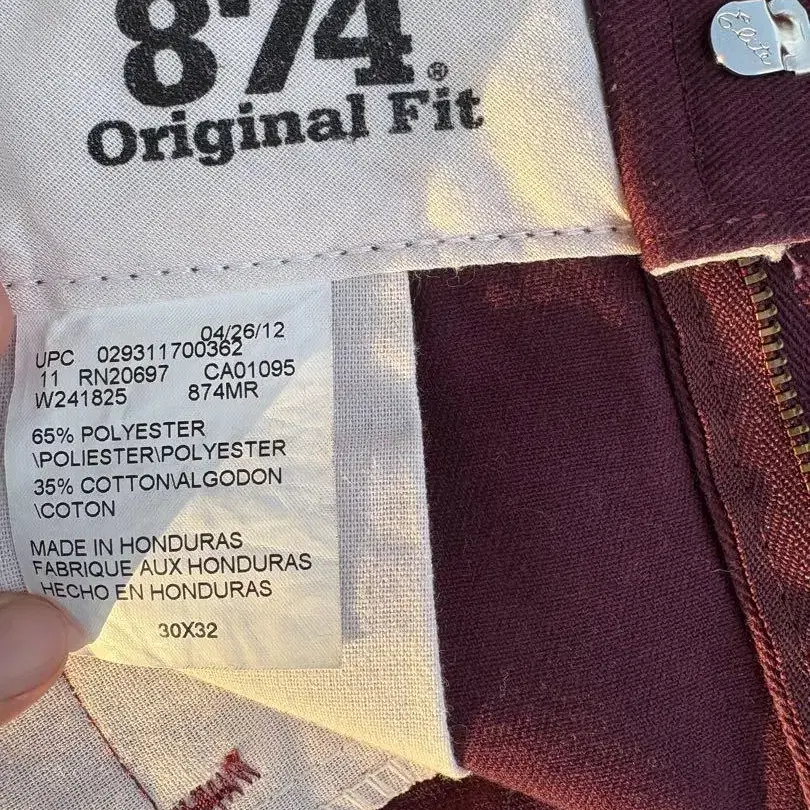 874®
Original Fit
Elite
04/26/12
UPC 029311700362
11 RN20697 CA01095
W241825 874MR
65% POLYESTER
\POLIESTER\POLYESTER
35% COTTON\ALGODON
\COTON
MADE IN HONDURAS
FABRIQUE AUX HONDURAS
HECHO EN HONDURAS
30X32